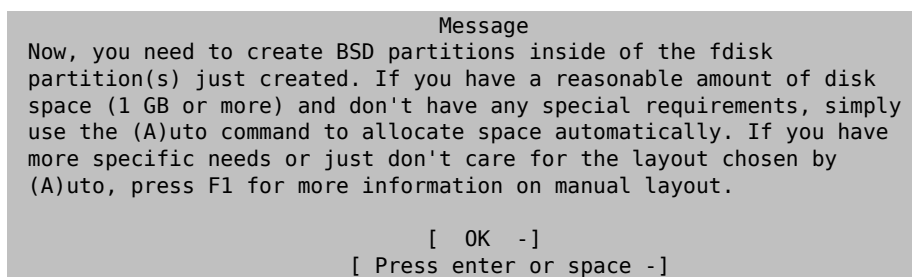 Message
Now, you need to create BSD partitions inside of the fdisk
partition(s) just created. If you have a reasonable amount of disk
space (1 GB or more) and don't have any special requirements, simply
use the (A)uto command to allocate space automatically. If you have
more specific needs or just don't care for the layout chosen by
(A)uto, press F1 for more information on manual layout.
[  OK  -]
[ Press enter or space -]